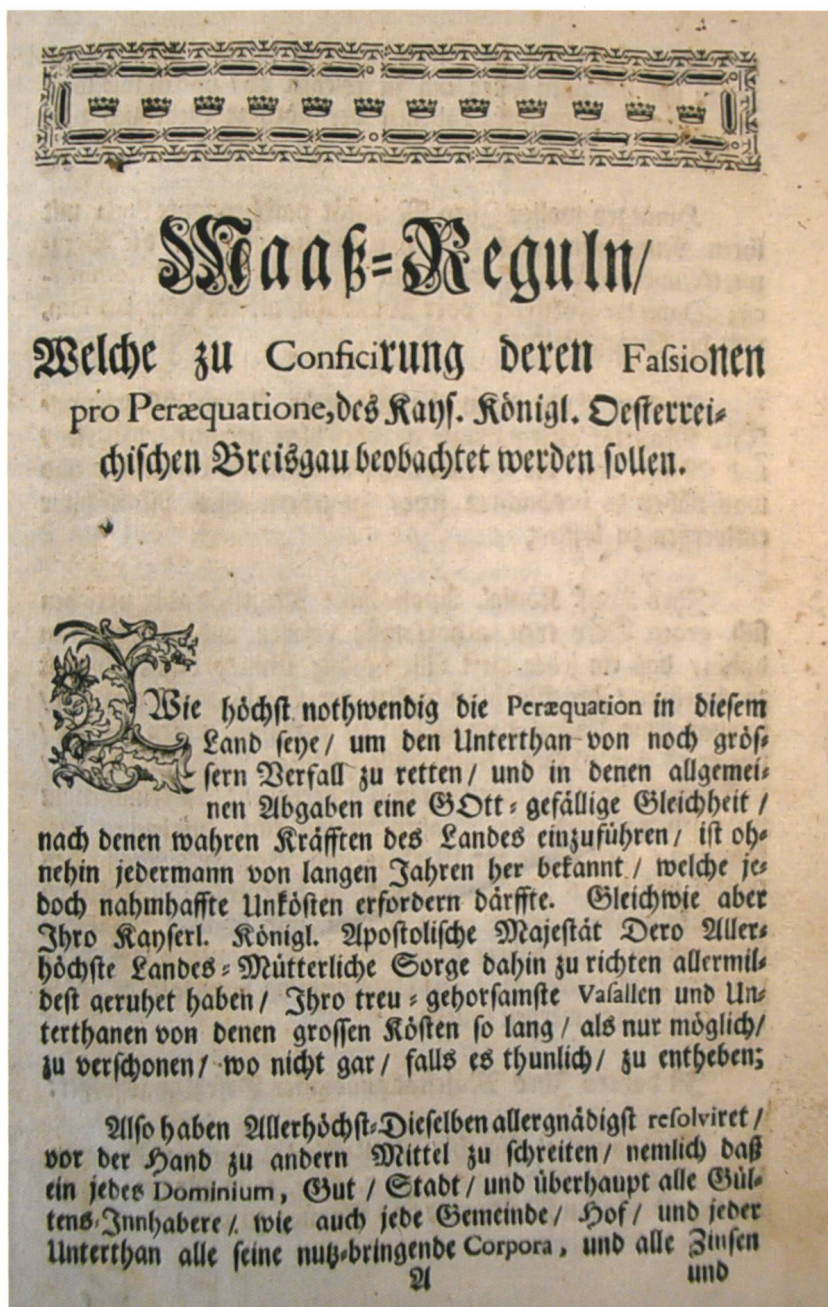 Maaß-Reguln/
Welche zu Conficirung deren Fassionen
pro Peræquatione, des Kays. Königl. Oesterrei-
chischen Breisgau beobachtet werden sollen.
Wie höchst nothwendig die Peræquation in diesem
Land seye/ um den Unterthan von noch grös-
sern Verfall zu retten/ und in denen allgemei-
nen Abgaben eine GOtt-gefällige Gleichheit/
nach denen wahren Kräfften des Landes einzuführen/ ist oh-
nehin jedermann von langen Jahren her bekannt/ welche je-
doch nahmhaffte Unkösten erfordern därffte. Gleichwie aber
Ihro Kayserl. Königl. Apostolische Majestät Dero Aller-
höchste Landes-Mütterliche Sorge dahin zu richten allermil-
dest geruhet haben/ Ihro treu-gehorsamste Vasallen und Un-
terthanen von denen grossen Kösten so lang/ als nur möglich/
zu verschonen/ wo nicht gar/ falls es thunlich/ zu entheben;
Also haben Allerhöchst-Dieselben allergnädigst resolviret/
vor der Hand zu andern Mittel zu schreiten/ nemlich daß
ein jedes Dominium, Gut/ Stadt/ und überhaupt alle Gül-
tens-Innhabere/ wie auch jede Gemeinde/ Hof/ und jeder
Unterthan alle seine nutz-bringende Corpora, und alle Zinsen
A und